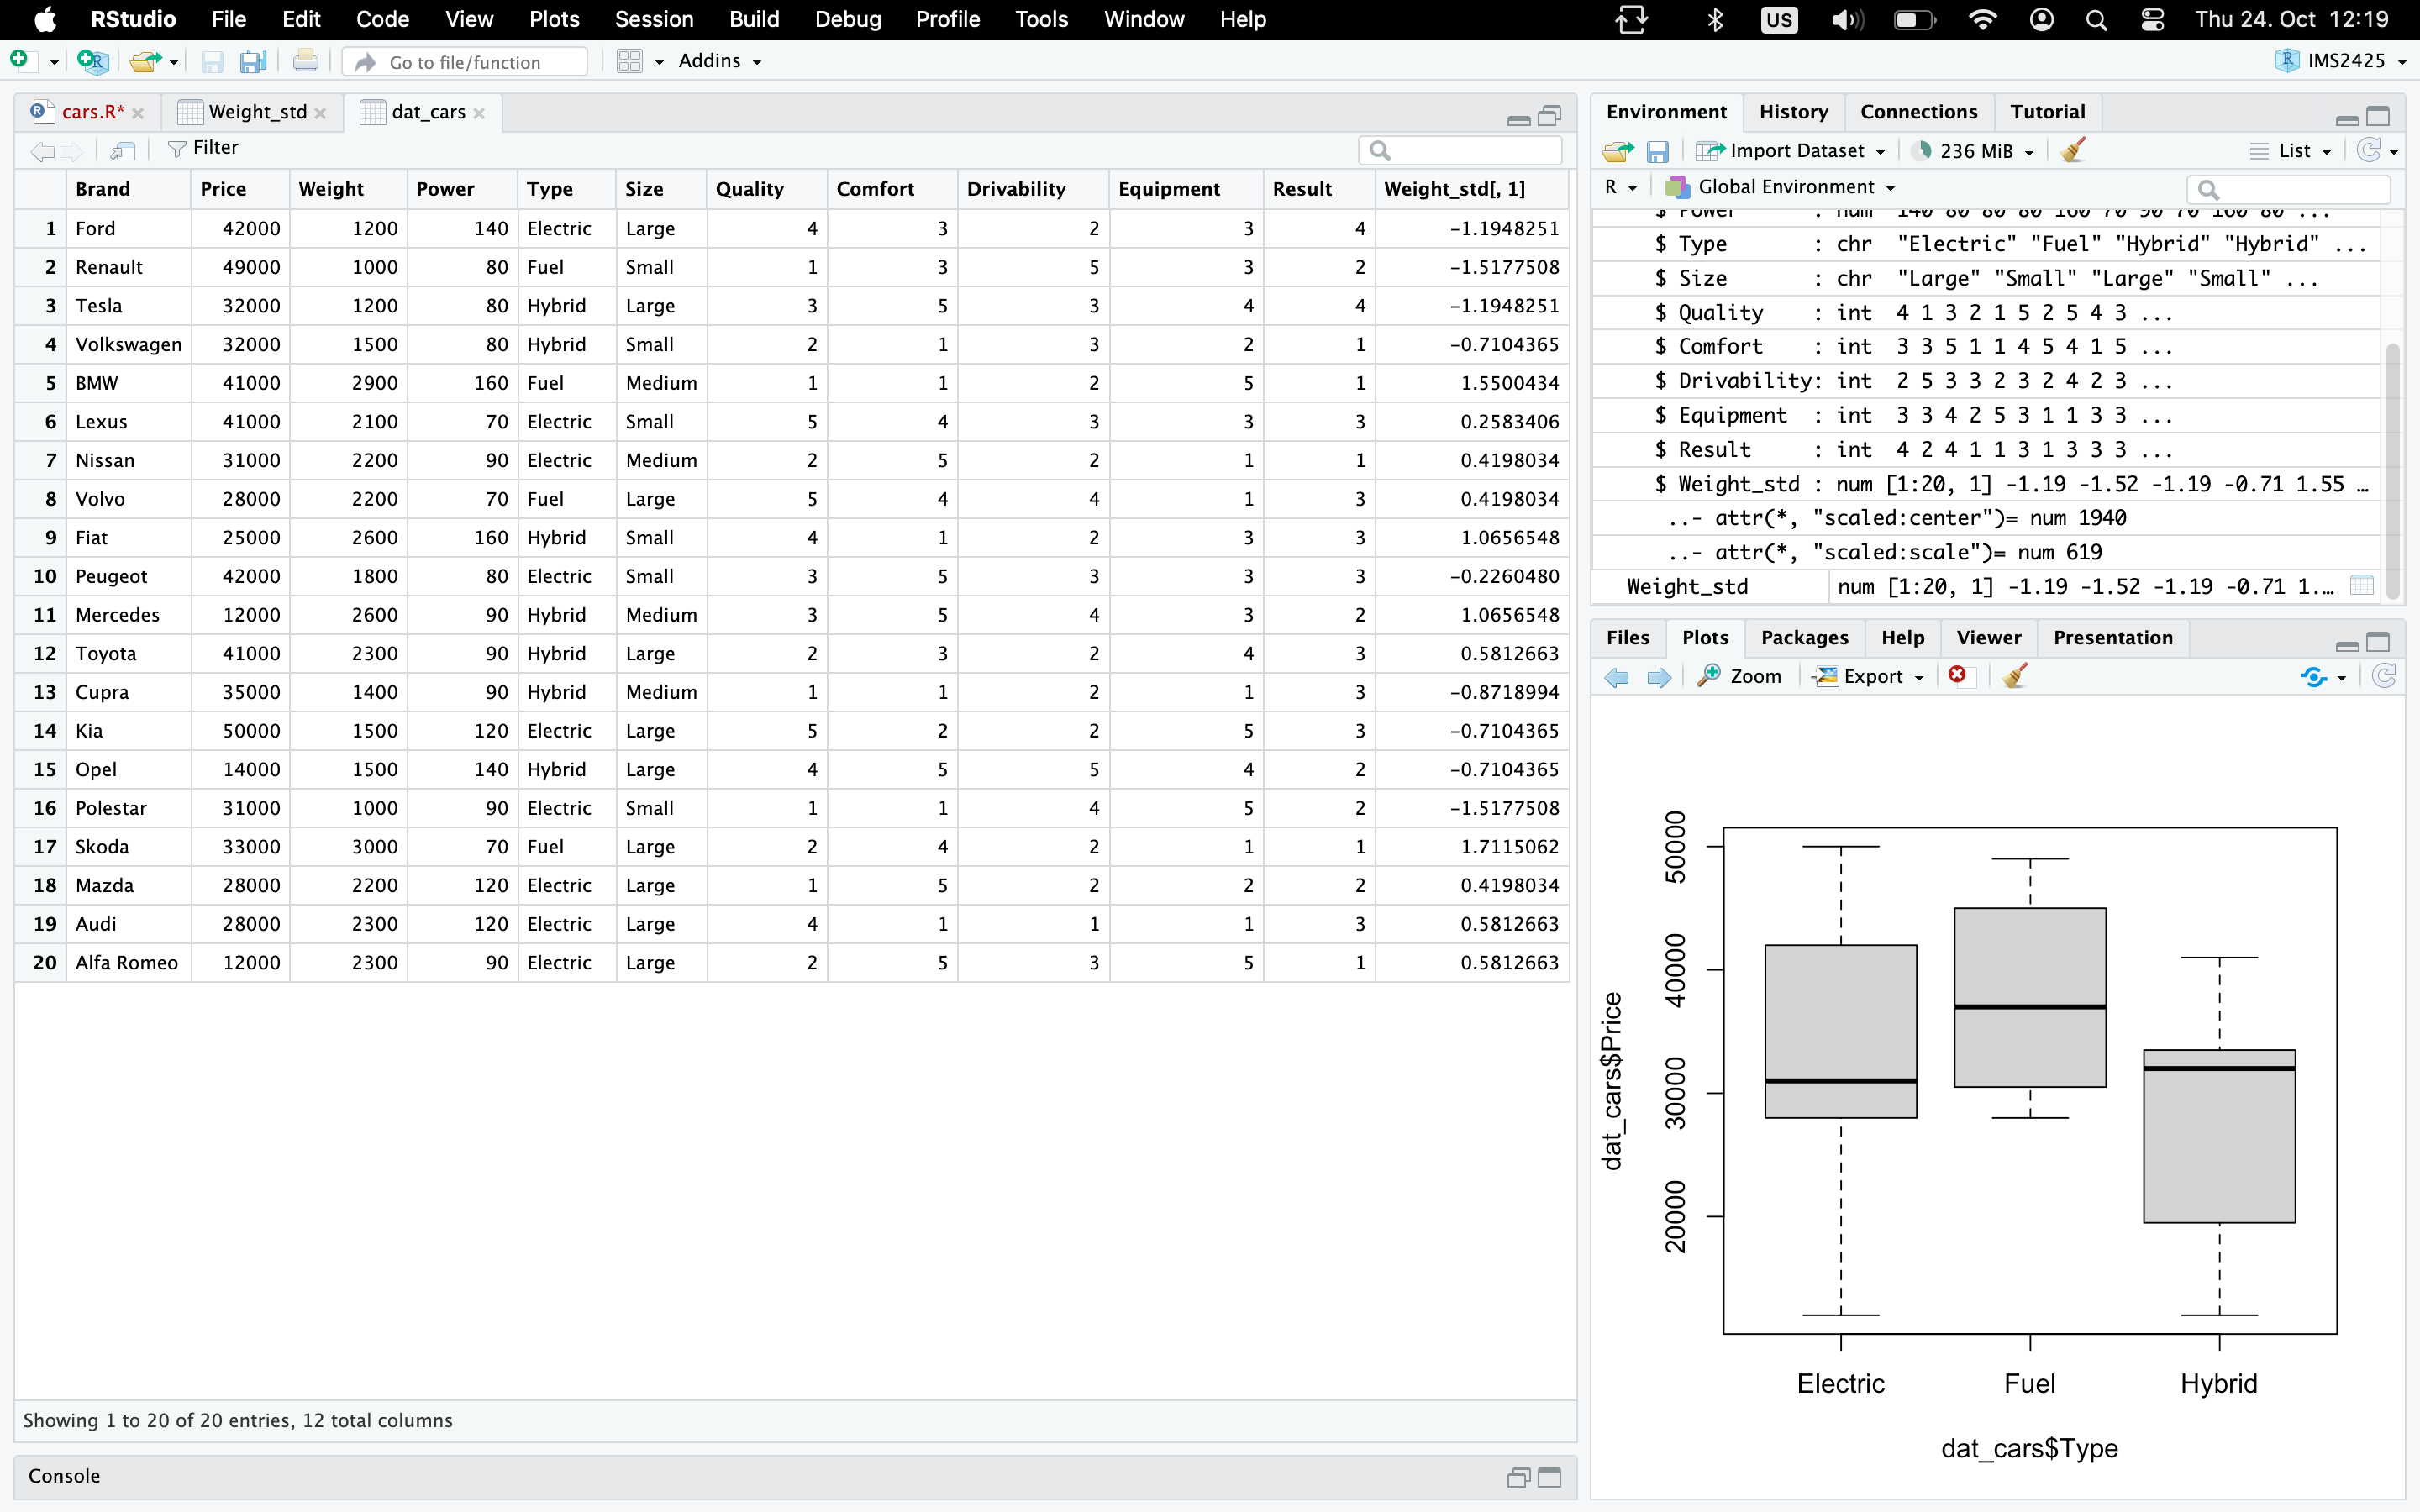 RStudio File Edit Code View Plots Session Build Debug Profile Tools Window Help US Thu 24. Oct 12:19
Go to file/function Addins IMS2425
cars.R* Weight_std dat_cars
Filter
Brand Price Weight Power Type Size Quality Comfort Drivability Equipment Result Weight_std[, 1]
1 Ford 42000 1200 140 Electric Large 4 3 2 3 4 -1.1948251
2 Renault 49000 1000 80 Fuel Small 1 3 5 3 2 -1.5177508
3 Tesla 32000 1200 80 Hybrid Large 3 5 3 4 4 -1.1948251
4 Volkswagen 32000 1500 80 Hybrid Small 2 1 3 2 1 -0.7104365
5 BMW 41000 2900 160 Fuel Medium 1 1 2 5 1 1.5500434
6 Lexus 41000 2100 70 Electric Small 5 4 3 3 3 0.2583406
7 Nissan 31000 2200 90 Electric Medium 2 5 2 1 1 0.4198034
8 Volvo 28000 2200 70 Fuel Large 5 4 4 1 3 0.4198034
9 Fiat 25000 2600 160 Hybrid Small 4 1 2 3 3 1.0656548
10 Peugeot 42000 1800 80 Electric Small 3 5 3 3 3 -0.2260480
11 Mercedes 12000 2600 90 Hybrid Medium 3 5 4 3 2 1.0656548
12 Toyota 41000 2300 90 Hybrid Large 2 3 2 4 3 0.5812663
13 Cupra 35000 1400 90 Hybrid Medium 1 1 2 1 3 -0.8718994
14 Kia 50000 1500 120 Electric Large 5 2 2 5 3 -0.7104365
15 Opel 14000 1500 140 Hybrid Large 4 5 5 4 2 -0.7104365
16 Polestar 31000 1000 90 Electric Small 1 1 4 5 2 -1.5177508
17 Skoda 33000 3000 70 Fuel Large 2 4 2 1 1 1.7115062
18 Mazda 28000 2200 120 Electric Large 1 5 2 2 2 0.4198034
19 Audi 28000 2300 120 Electric Large 4 1 1 1 3 0.5812663
20 Alfa Romeo 12000 2300 90 Electric Large 2 5 3 5 1 0.5812663
Showing 1 to 20 of 20 entries, 12 total columns
Console
Environment History Connections Tutorial
Import Dataset 236 MiB List
R Global Environment
$ Power : num 140 80 80 80 160 70 90 70 160 80 ...
$ Type : chr "Electric" "Fuel" "Hybrid" "Hybrid" ...
$ Size : chr "Large" "Small" "Large" "Small" ...
$ Quality : int 4 1 3 2 1 5 2 5 4 3 ...
$ Comfort : int 3 3 5 1 1 4 5 4 1 5 ...
$ Drivability: int 2 5 3 3 2 3 2 4 2 3 ...
$ Equipment : int 3 3 4 2 5 3 1 1 3 3 ...
$ Result : int 4 2 4 1 1 3 1 3 3 3 ...
$ Weight_std : num [1:20, 1] -1.19 -1.52 -1.19 -0.71 1.55 …
..- attr(*, "scaled:center")= num 1940
..- attr(*, "scaled:scale")= num 619
Weight_std num [1:20, 1] -1.19 -1.52 -1.19 -0.71 1.…
Files Plots Packages Help Viewer Presentation
Zoom Export
dat_cars$Price
50000
40000
30000
20000
Electric Fuel Hybrid
dat_cars$Type